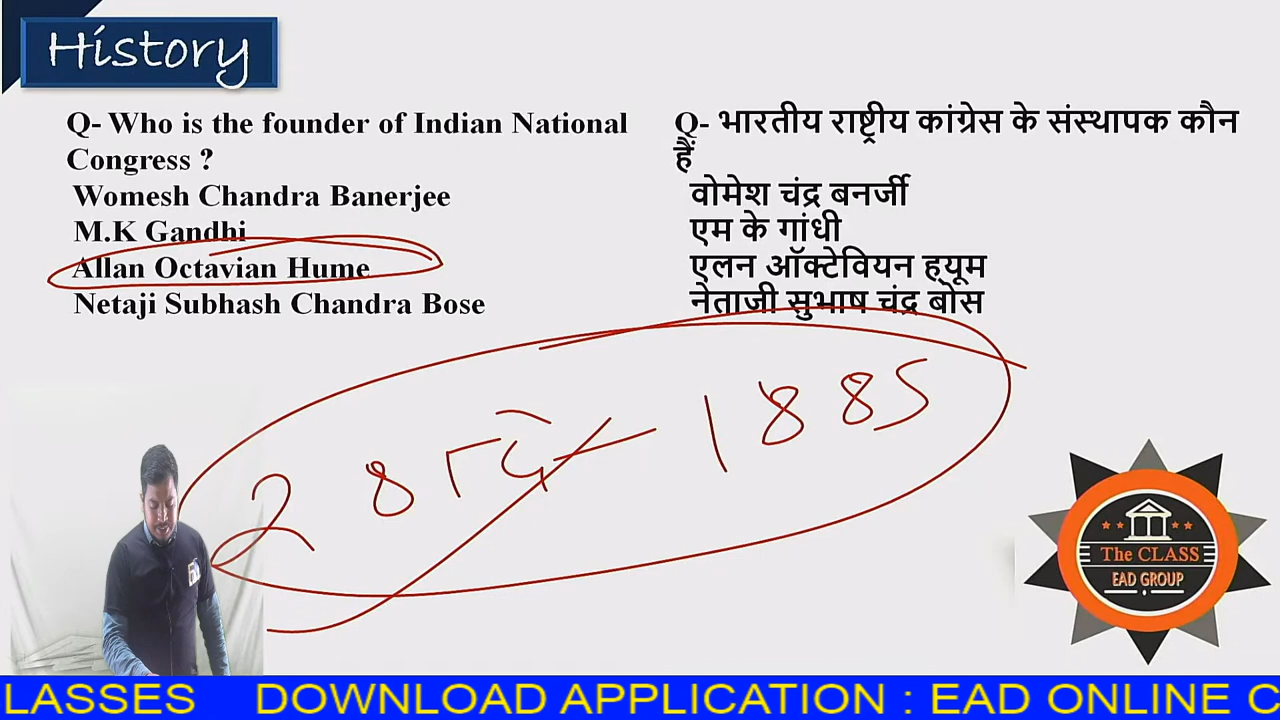 History
Q- Who is the founder of Indian National
Congress ?
Womesh Chandra Banerjee
M.K Gandhi
Allan Octavian Hume
Netaji Subhash Chandra Bose
Q- भारतीय राष्ट्रीय कांग्रेस के संस्थापक कौन
हैं
वोमेश चंद्र बनर्जी
एम के गांधी
एलन ऑक्टेवियन ह्यूम
नेताजी सुभाष चंद्र बोस
28 1885
The CLASS
EAD GROUP
LASSES DOWNLOAD APPLICATION : EAD ONLINE C